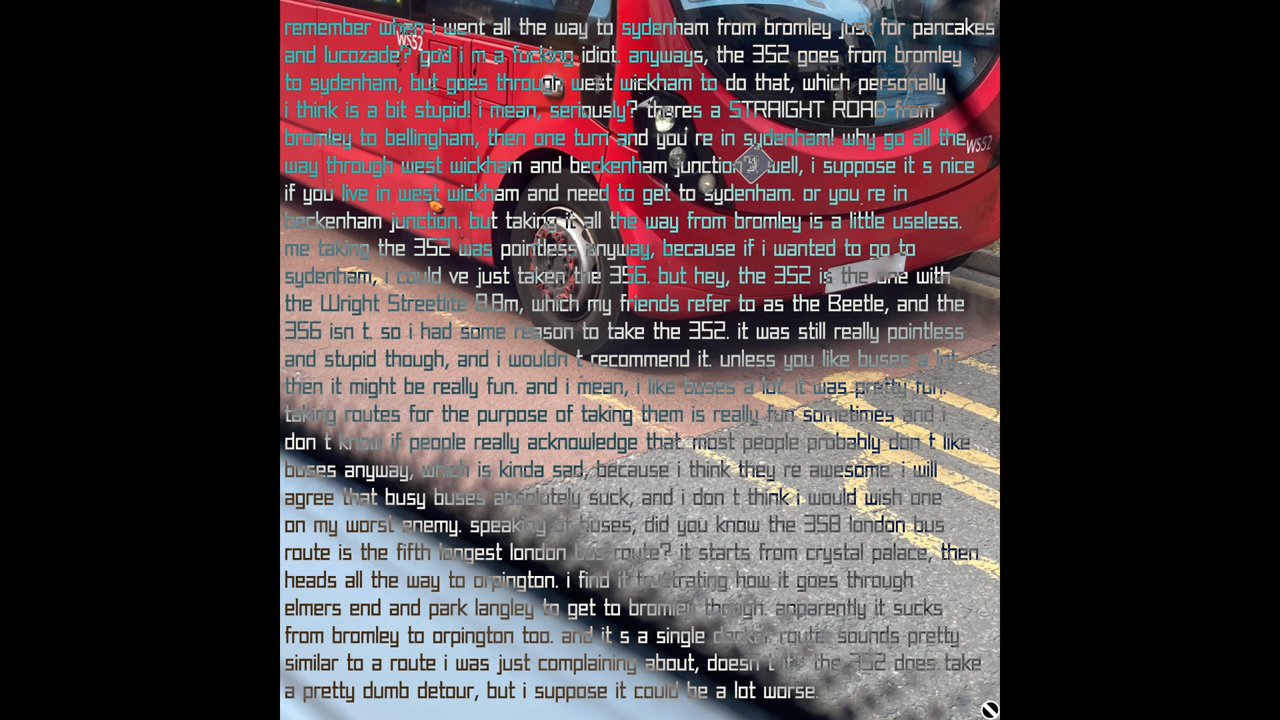 remember when i went all the way to sydenham from bromley just for pancakes
and lucozade? god i m a fucking idiot. anyways, the 352 goes from bromley
to sydenham, but goes through west wickham to do that, which personally
i think is a bit stupid! i mean, seriously? theres a STRAIGHT ROAD from
bromley to bellingham, then one turn and you re in sydenham! why go all the
way through west wickham and beckenham junction? well, i suppose it s nice
if you live in west wickham and need to get to sydenham. or you re in
beckenham junction. but taking it all the way from bromley is a little useless.
me taking the 352 was pointless anyway, because if i wanted to go to
sydenham, i could ve just taken the 356. but hey, the 352 is the one with
the Wright Streetlite 8.8m, which my friends refer to as the Beetle, and the
356 isn t. so i had some reason to take the 352. it was still really pointless
and stupid though, and i wouldn t recommend it. unless you like buses a lot,
then it might be really fun. and i mean, i like buses a lot. it was pretty fun.
taking routes for the purpose of taking them is really fun sometimes and i
don t know if people really acknowledge that. most people probably don t like
buses anyway, which is kinda sad, because i think they re awesome. i will
agree that busy buses absolutely suck, and i don t think i would wish one
on my worst enemy. speaking of buses, did you know the 358 london bus
route is the fifth longest london bus route? it starts from crystal palace, then
heads all the way to orpington. i find it frustrating how it goes through
elmers end and park langley to get to bromley though. apparently it sucks
from bromley to orpington too. and it s a single decker route. sounds pretty
similar to a route i was just complaining about, doesn t it? the 352 does take
a pretty dumb detour, but i suppose it could be a lot worse.
WS52
WS52